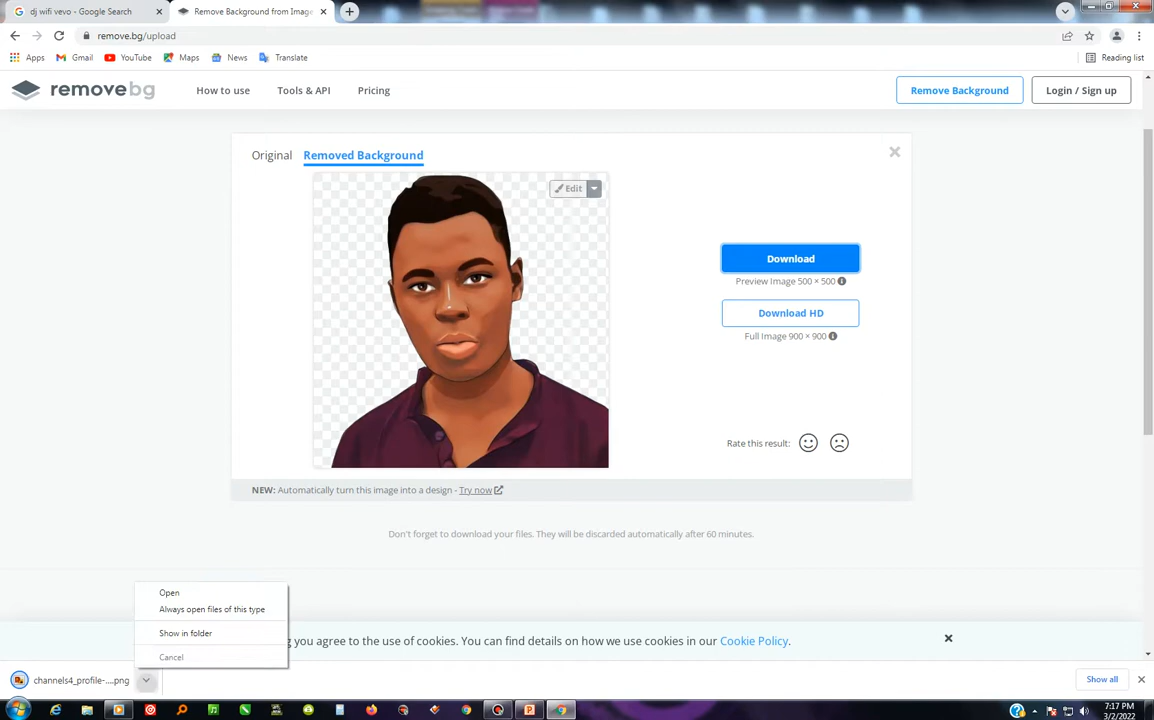 dj wifi vevo - Google Search
Remove Background from Image
remove.bg/upload
Apps Gmail YouTube Maps News Translate Reading list
removebg How to use Tools & API Pricing Remove Background Login / Sign up
Original Removed Background
Edit
Download
Preview Image 500 × 500
Download HD
Full Image 900 × 900
Rate this result:
NEW: Automatically turn this image into a design - Try now
Don't forget to download your files. They will be discarded automatically after 60 minutes.
Open
Always open files of this type
Show in folder
Cancel
g you agree to the use of cookies. You can find details on how we use cookies in our Cookie Policy.
channels4_profile-....png
Show all
7:17 PM
3/2/2022